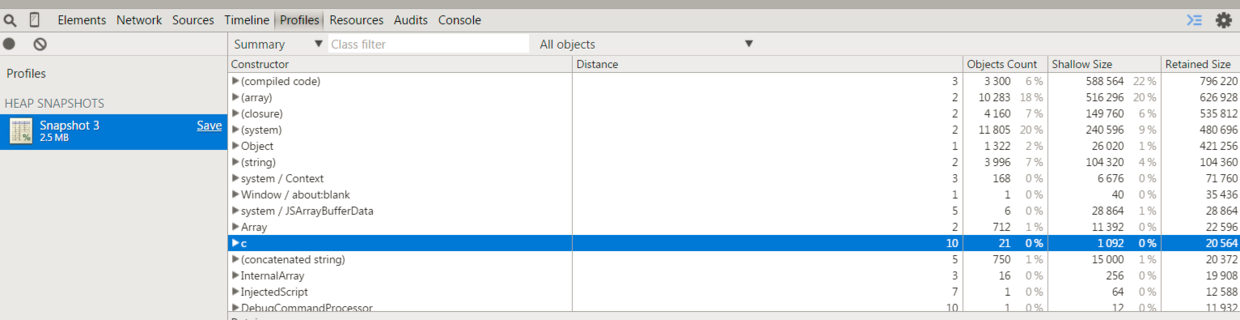 Elements Network Sources Timeline Profiles Resources Audits Console
Summary Class filter All objects
Profiles
HEAP SNAPSHOTS
Snapshot 3 Save
2.5 MB
Constructor Distance Objects Count Shallow Size Retained Size
(compiled code) 3 3 300 6 % 588 564 22 % 796 220
(array) 2 10 283 18 % 516 296 20 % 626 928
(closure) 2 4 160 7 % 149 760 6 % 535 812
(system) 2 11 805 20 % 240 596 9 % 480 696
Object 1 1 322 2 % 26 020 1 % 421 256
(string) 2 3 996 7 % 104 320 4 % 104 360
system / Context 3 168 0 % 6 676 0 % 71 760
Window / about:blank 1 1 0 % 40 0 % 35 436
system / JSArrayBufferData 5 6 0 % 28 864 1 % 28 864
Array 2 712 1 % 11 392 0 % 22 596
c 10 21 0 % 1 092 0 % 20 564
(concatenated string) 5 750 1 % 15 000 1 % 20 372
InternalArray 3 16 0 % 256 0 % 19 908
InjectedScript 7 1 0 % 64 0 % 12 588
DebugCommandProcessor 10 1 0 % 12 0 % 11 932